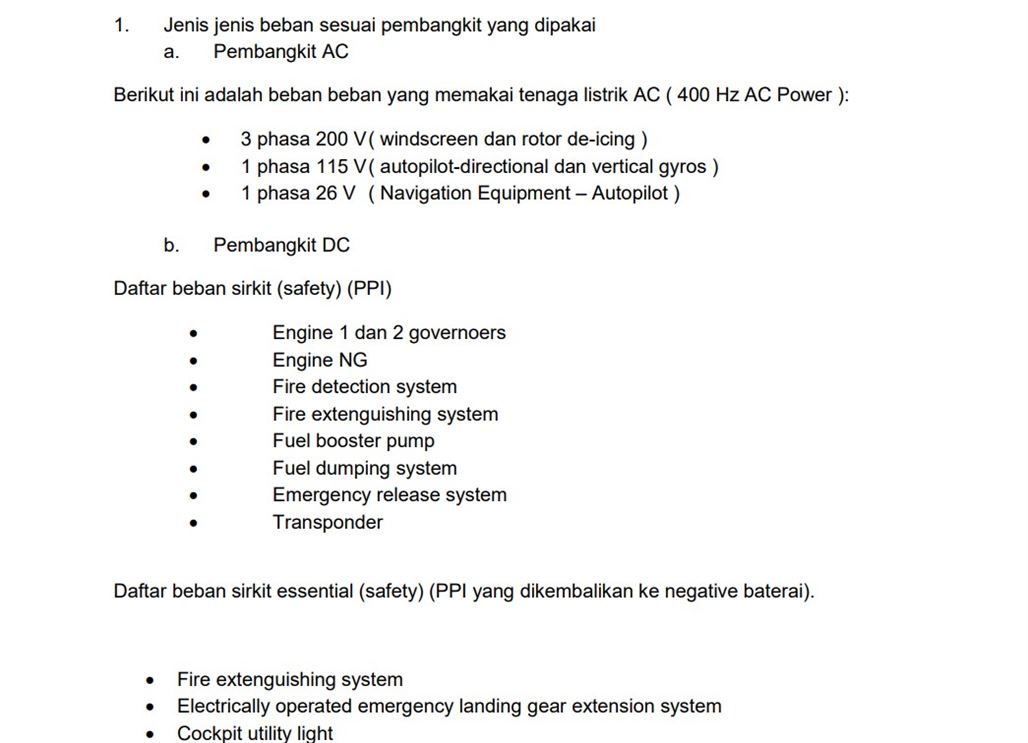 1. Jenis jenis beban sesuai pembangkit yang dipakai
a. Pembangkit AC
Berikut ini adalah beban beban yang memakai tenaga listrik AC ( 400 Hz AC Power ):
• 3 phasa 200 V( windscreen dan rotor de-icing )
• 1 phasa 115 V( autopilot-directional dan vertical gyros )
• 1 phasa 26 V ( Navigation Equipment – Autopilot )
b. Pembangkit DC
Daftar beban sirkit (safety) (PPI)
• Engine 1 dan 2 governoers
• Engine NG
• Fire detection system
• Fire extenguishing system
• Fuel booster pump
• Fuel dumping system
• Emergency release system
• Transponder
Daftar beban sirkit essential (safety) (PPI yang dikembalikan ke negative baterai).
• Fire extenguishing system
• Electrically operated emergency landing gear extension system
• Cockpit utility light